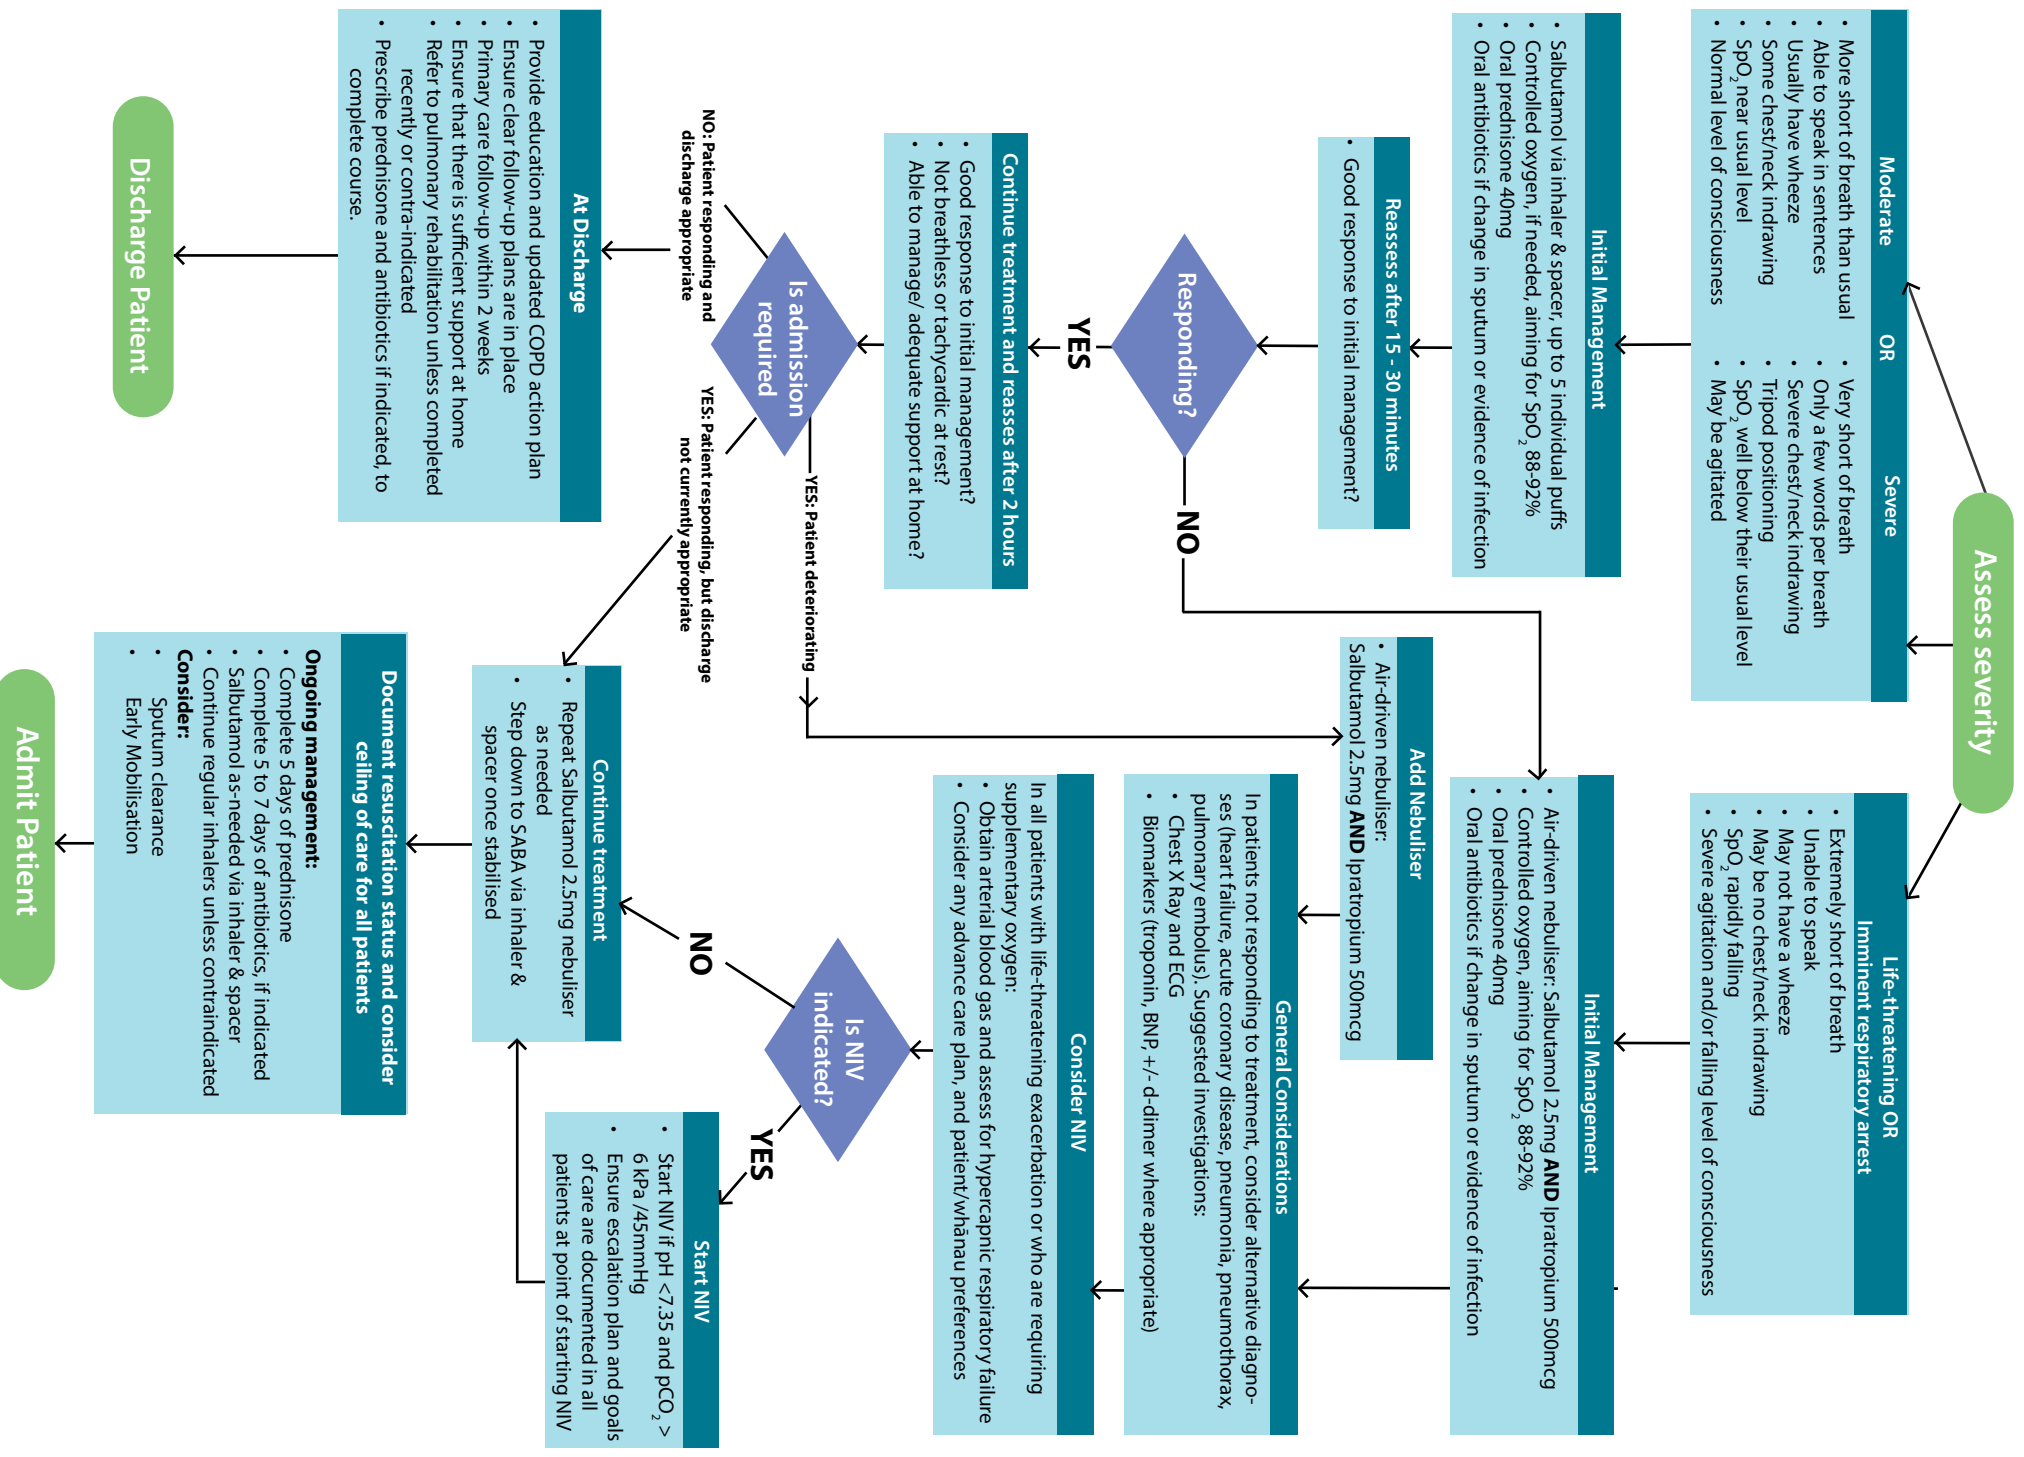 Assess severity
Moderate
OR
Severe
• More short of breath than usual
• Able to speak in sentences
• Usually have wheeze
• Some chest/neck indrawing
• SpO2 near usual level
• Normal level of consciousness
• Very short of breath
• Only a few words per breath
• Severe chest/neck indrawing
• Tripod positioning
• SpO2 well below their usual level
• May be agitated
Life-threatening OR
Imminent respiratory arrest
• Extremely short of breath
• Unable to speak
• May not have a wheeze
• May be no chest/neck indrawing
• SpO2 rapidly falling
• Severe agitation and/or falling level of consciousness
Initial Management
• Salbutamol via inhaler & spacer, up to 5 individual puffs
• Controlled oxygen, if needed, aiming for SpO2 88-92%
• Oral prednisone 40mg
• Oral antibiotics if change in sputum or evidence of infection
Initial Management
• Air-driven nebuliser: Salbutamol 2.5mg AND Ipratropium 500mcg
• Controlled oxygen, aiming for SpO2 88-92%
• Oral prednisone 40mg
• Oral antibiotics if change in sputum or evidence of infection
Reassess after 15 - 30 minutes
• Good response to initial management?
Add Nebuliser
• Air-driven nebuliser:
Salbutamol 2.5mg AND Ipratropium 500mcg
Responding?
NO
YES
General Considerations
In patients not responding to treatment, consider alternative diagno-
ses (heart failure, acute coronary disease, pneumonia, pneumothorax,
pulmonary embolus). Suggested investigations:
• Chest X Ray and ECG
• Biomarkers (troponin, BNP, +/- d-dimer where appropriate)
Continue treatment and reasses after 2 hours
• Good response to initial management?
• Not breathless or tachycardic at rest?
• Able to manage/ adequate support at home?
Consider NIV
In all patients with life-threatening exacerbation or who are requiring
supplementary oxygen:
• Obtain arterial blood gas and assess for hypercapnic respiratory failure
• Consider any advance care plan, and patient/whānau preferences
Is admission
required
YES: Patient deteriorating
NO: Patient responding and
discharge appropriate
YES: Patient responding, but discharge
not currently appropriate
Is NIV
indicated?
NO
YES
At Discharge
• Provide education and updated COPD action plan
• Ensure clear follow-up plans are in place
• Primary care follow-up within 2 weeks
• Ensure that there is sufficient support at home
• Refer to pulmonary rehabilitation unless completed
recently or contra-indicated
• Prescribe prednisone and antibiotics if indicated, to
complete course.
Continue treatment
• Repeat Salbutamol 2.5mg nebuliser
as needed
• Step down to SABA via inhaler &
spacer once stabilised
Start NIV
• Start NIV if pH <7.35 and pCO2 >
6 kPa /45mmHg
• Ensure escalation plan and goals
of care are documented in all
patients at point of starting NIV
Document resuscitation status and consider
ceiling of care for all patients
Ongoing management:
• Complete 5 days of prednisone
• Complete 5 to 7 days of antibiotics, if indicated
• Salbutamol as-needed via inhaler & spacer
• Continue regular inhalers unless contraindicated
Consider:
• Sputum clearance
• Early Mobilisation
Discharge Patient
Admit Patient